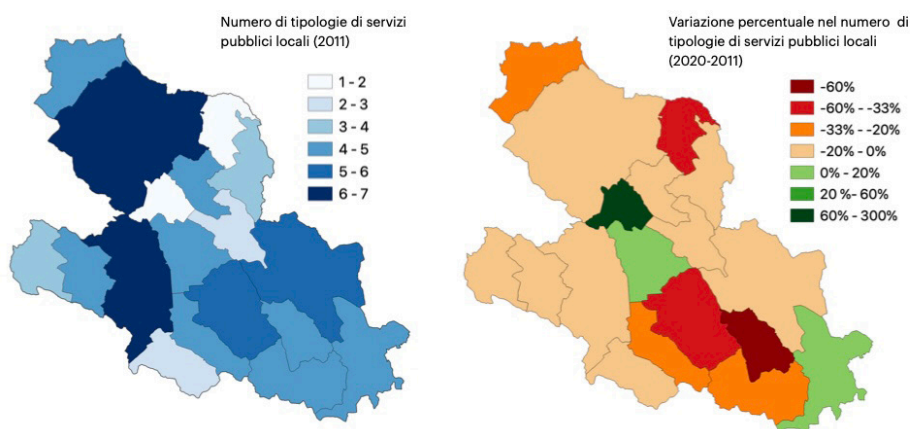 Numero di tipologie di servizi
pubblici locali (2011)
1 - 2
2 - 3
3 - 4
4 - 5
5 - 6
6 - 7
Variazione percentuale nel numero di
tipologie di servizi pubblici locali
(2020-2011)
-60%
-60% - -33%
-33% - -20%
-20% - 0%
0% - 20%
20 %- 60%
60% - 300%